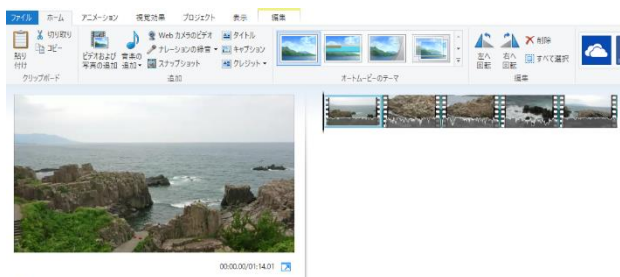 ファイル ホーム アニメーション 視覚効果 プロジェクト 表示 編集
貼り付け
切り取り
コピー
クリップボード
ビデオおよび写真の追加
音楽の追加
Web カメラのビデオ
ナレーションの録音
スナップショット
タイトル
キャプション
クレジット
追加
オートムービーのテーマ
左へ回転
右へ回転
削除
すべて選択
編集
00:00.00/01:14.01